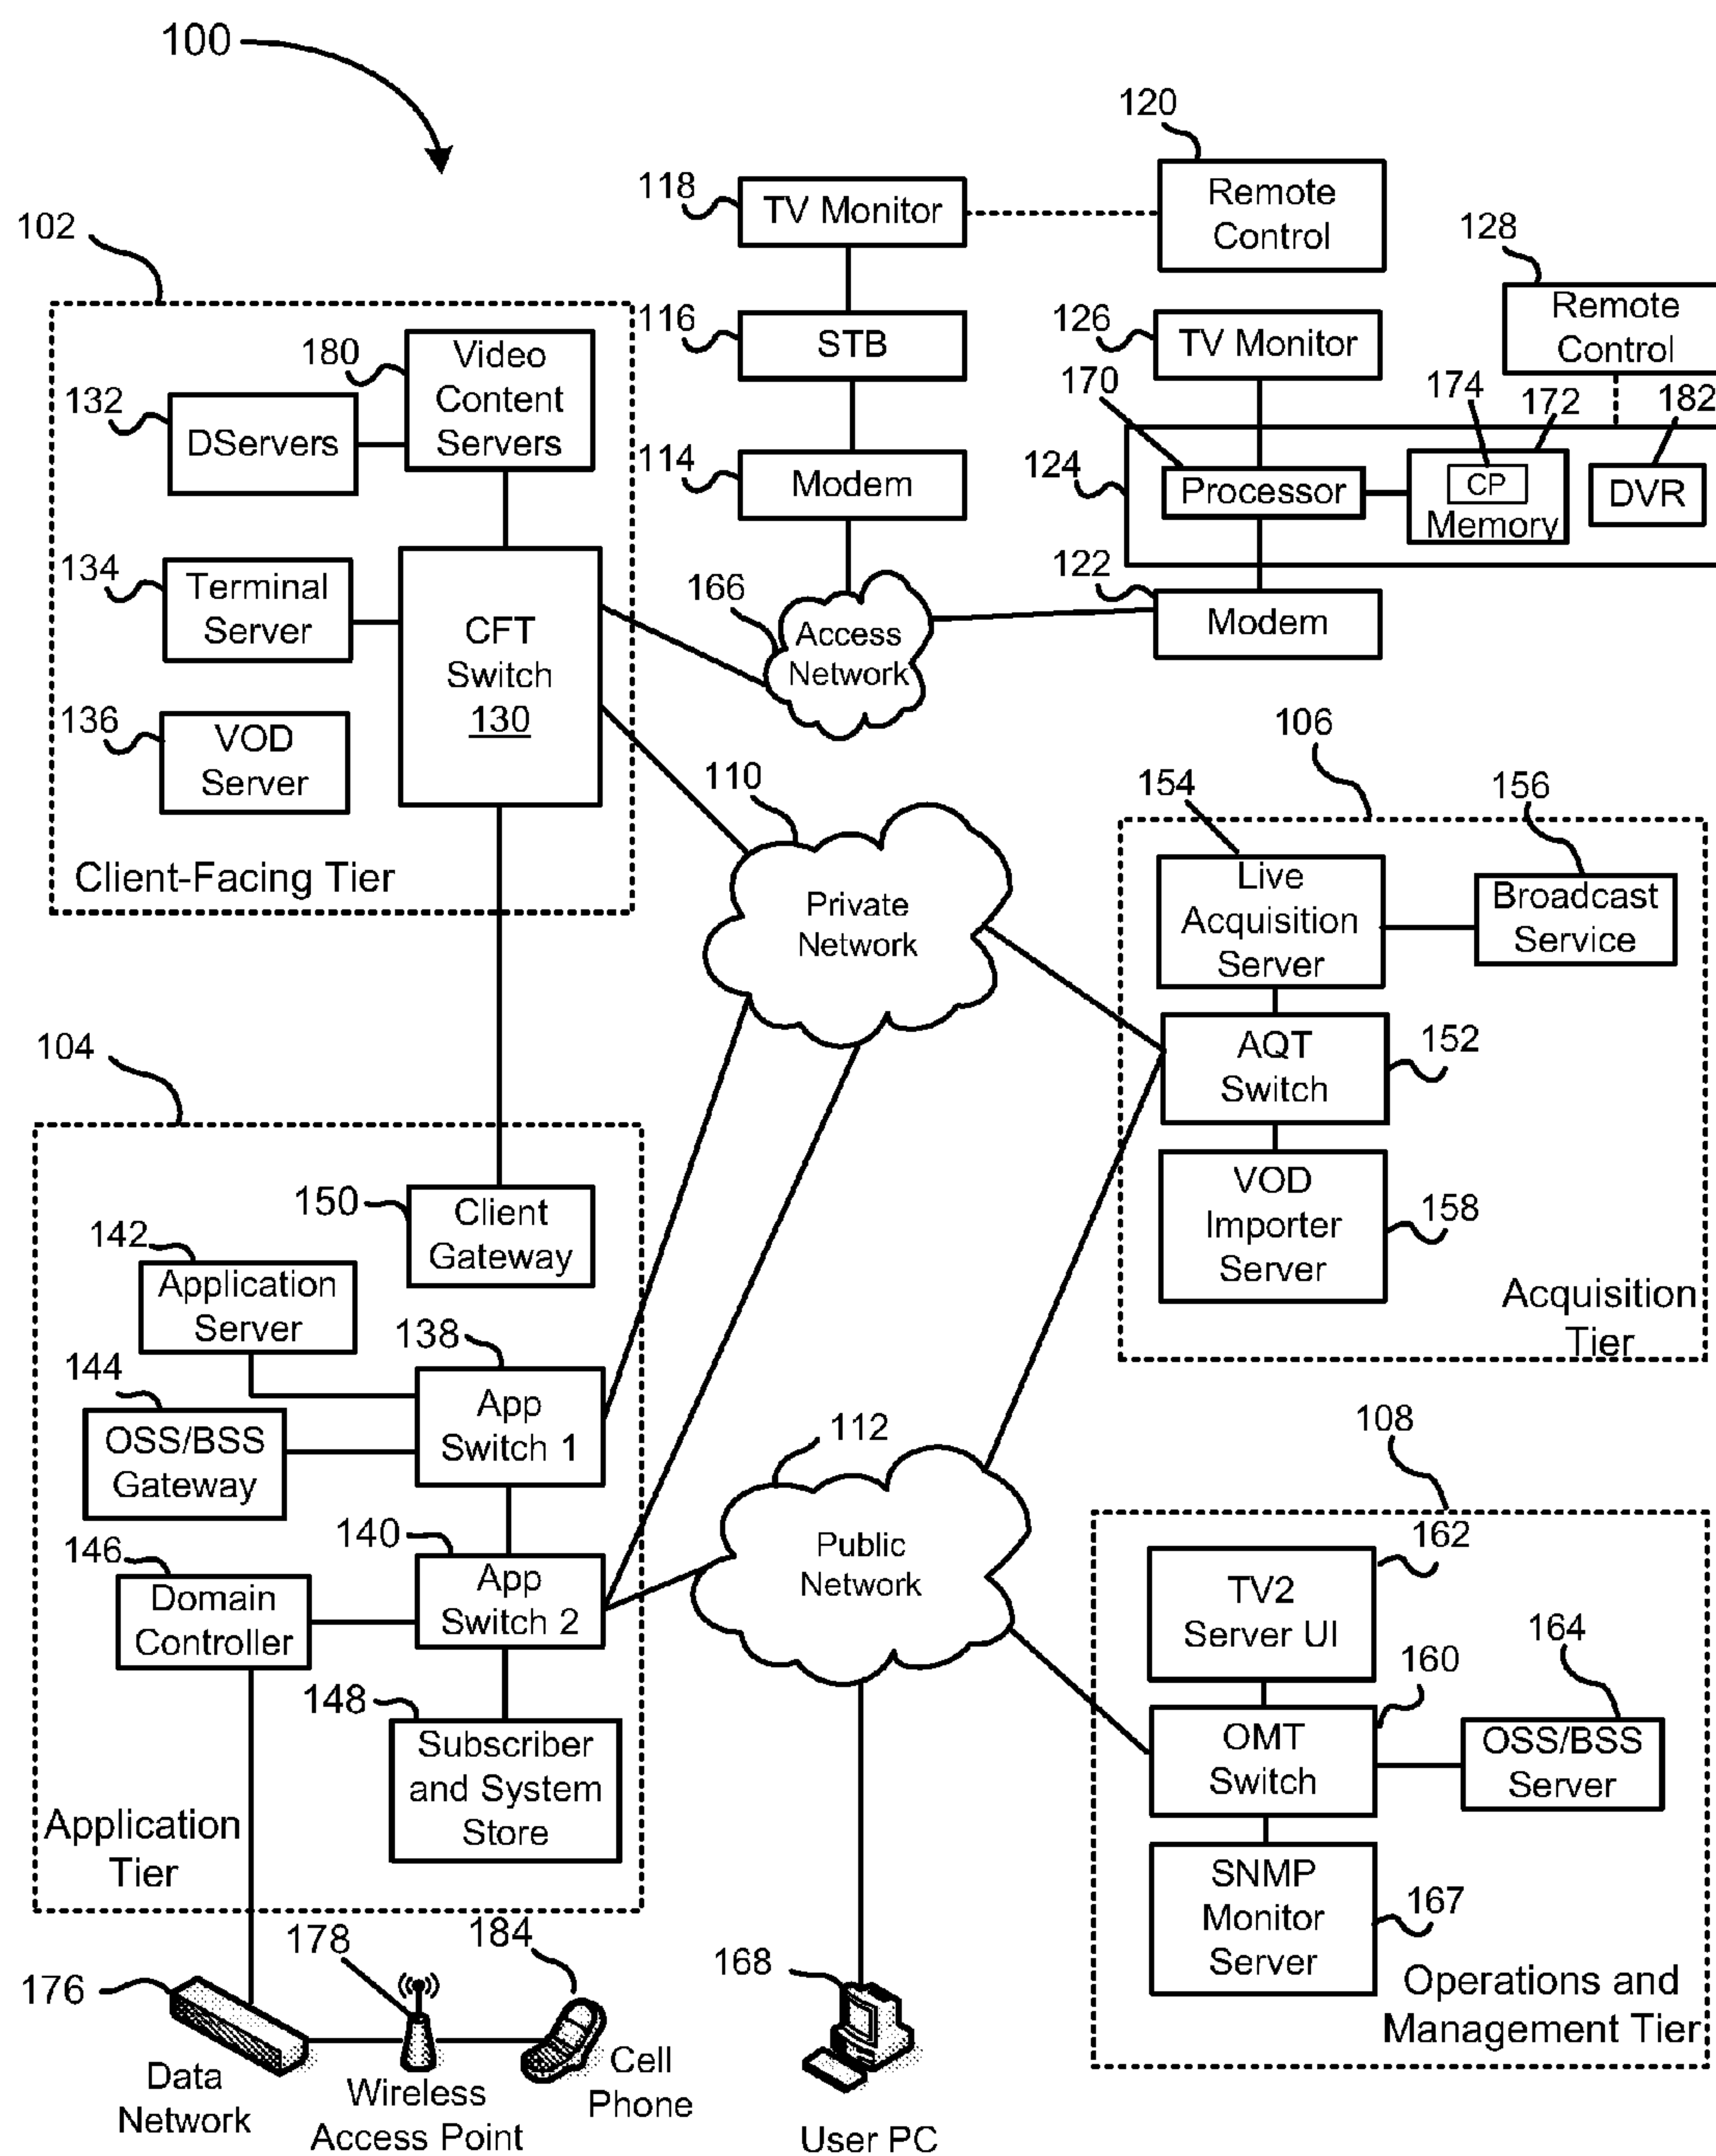 100
120
118
TV Monitor
Remote
Control
102
128
116
STB
126
TV Monitor
Remote
Control
180
Video
Content
Servers
132
DServers
170
174
172
182
114
Modem
124
Processor
CP
Memory
DVR
134
Terminal
Server
CFT
Switch
130
166
Access
Network
122
Modem
136
VOD
Server
Client-Facing Tier
110
Private
Network
106
154
156
Live
Acquisition
Server
Broadcast
Service
104
AQT
Switch
152
VOD
Importer
Server
158
Acquisition
Tier
150
Client
Gateway
142
Application
Server
138
App
Switch 1
144
OSS/BSS
Gateway
112
Public
Network
108
140
App
Switch 2
146
Domain
Controller
162
TV2
Server UI
160
164
148
Subscriber
and System
Store
OMT
Switch
OSS/BSS
Server
Application
Tier
SNMP
Monitor
Server
167
Operations and
Management Tier
176
178
184
168
Data
Network
Wireless
Access Point
Cell
Phone
User PC